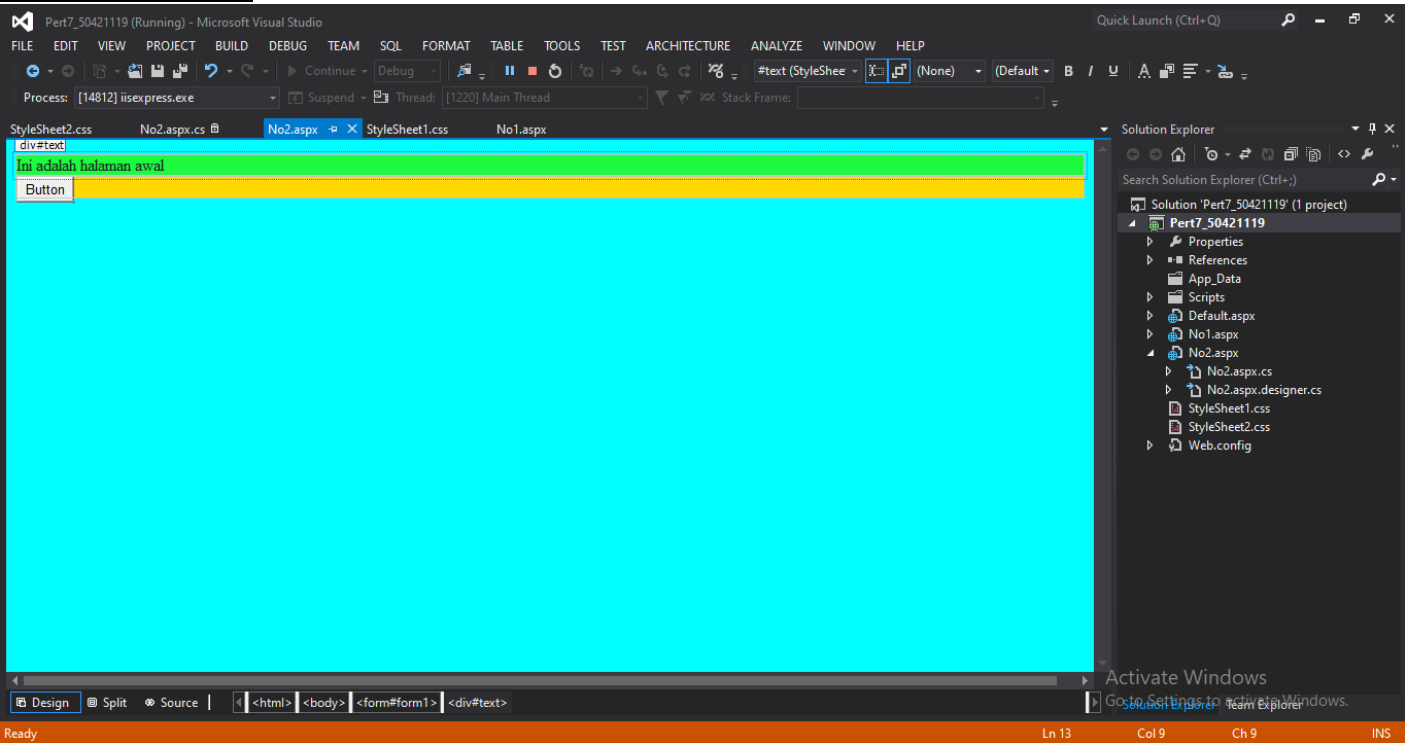 Pert7_50421119 (Running) - Microsoft Visual Studio
Quick Launch (Ctrl+Q)
FILE EDIT VIEW PROJECT BUILD DEBUG TEAM SQL FORMAT TABLE TOOLS TEST ARCHITECTURE ANALYZE WINDOW HELP
Continue Debug #text (StyleShee (None) (Default B I U A
Process: [14812] iisexpress.exe Suspend Thread: [1220] Main Thread Stack Frame:
StyleSheet2.css No2.aspx.cs No2.aspx StyleSheet1.css No1.aspx
div#text
Ini adalah halaman awal
Button
Solution Explorer
Search Solution Explorer (Ctrl+;)
Solution 'Pert7_50421119' (1 project)
Pert7_50421119
Properties
References
App_Data
Scripts
Default.aspx
No1.aspx
No2.aspx
No2.aspx.cs
No2.aspx.designer.cs
StyleSheet1.css
StyleSheet2.css
Web.config
Activate Windows
Go to Settings to activate Windows.
Solution Explorer Team Explorer
Design Split Source <html> <body> <form#form1> <div#text>
Ready Ln 13 Col 9 Ch 9 INS